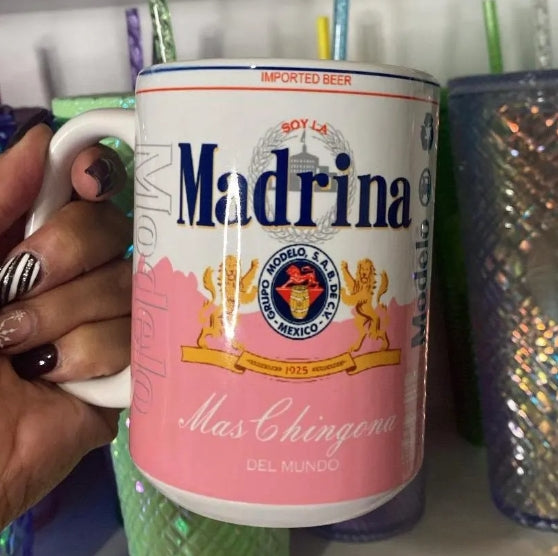 IMPORTED BEER
SOY LA
Madrina
Modelo
Modelo
GRUPO MODELO, S.A.B. DE C.V.
- MEXICO -
1925
Mas Chingona
DEL MUNDO